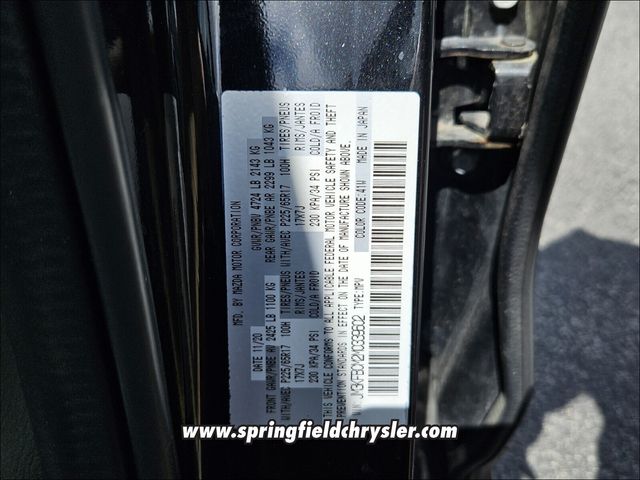 MFD. BY MAZDA MOTOR CORPORATION
DATE: 11/20 GVWR/PNBV 4724 LB 2143 KG
FRONT GAWR/PNBE AV 2425 LB 1100 KG REAR GAWR/PNBE AR 2299 LB 1043 KG
WITH/AVEC P225/65R17 100H TIRES/PNEUS WITH/AVEC P225/65R17 100H TIRES/PNEUS
17X7J RIMS/JANTES 17X7J RIMS/JANTES
230 KPA/34 PSI COLD/A FROID 230 KPA/34 PSI COLD/A FROID
THIS VEHICLE CONFORMS TO ALL APPLICABLE FEDERAL MOTOR VEHICLE SAFETY AND THEFT
PREVENTION STANDARDS IN EFFECT ON THE DATE OF MANUFACTURE SHOWN ABOVE.
TYPE: MPV COLOR CODE: 41W MADE IN JAPAN
www.springfieldchrysler.com